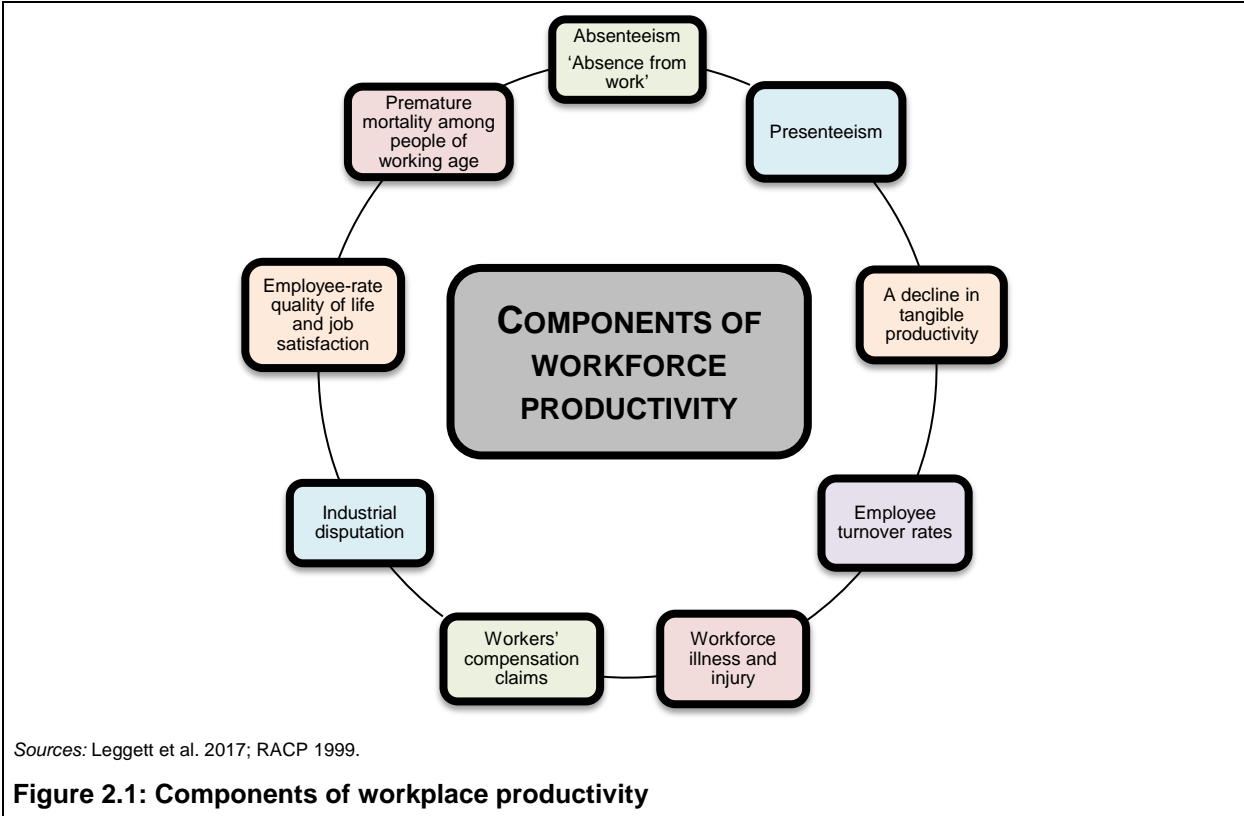 Absenteeism
‘Absence from
work’
Presenteeism
A decline in
tangible
productivity
Employee
turnover rates
Workforce
illness and
injury
Workers’
compensation
claims
Industrial
disputation
Employee-rate
quality of life
and job
satisfaction
Premature
mortality among
people of
working age
COMPONENTS OF
WORKFORCE
PRODUCTIVITY
Sources: Leggett et al. 2017; RACP 1999.
Figure 2.1: Components of workplace productivity